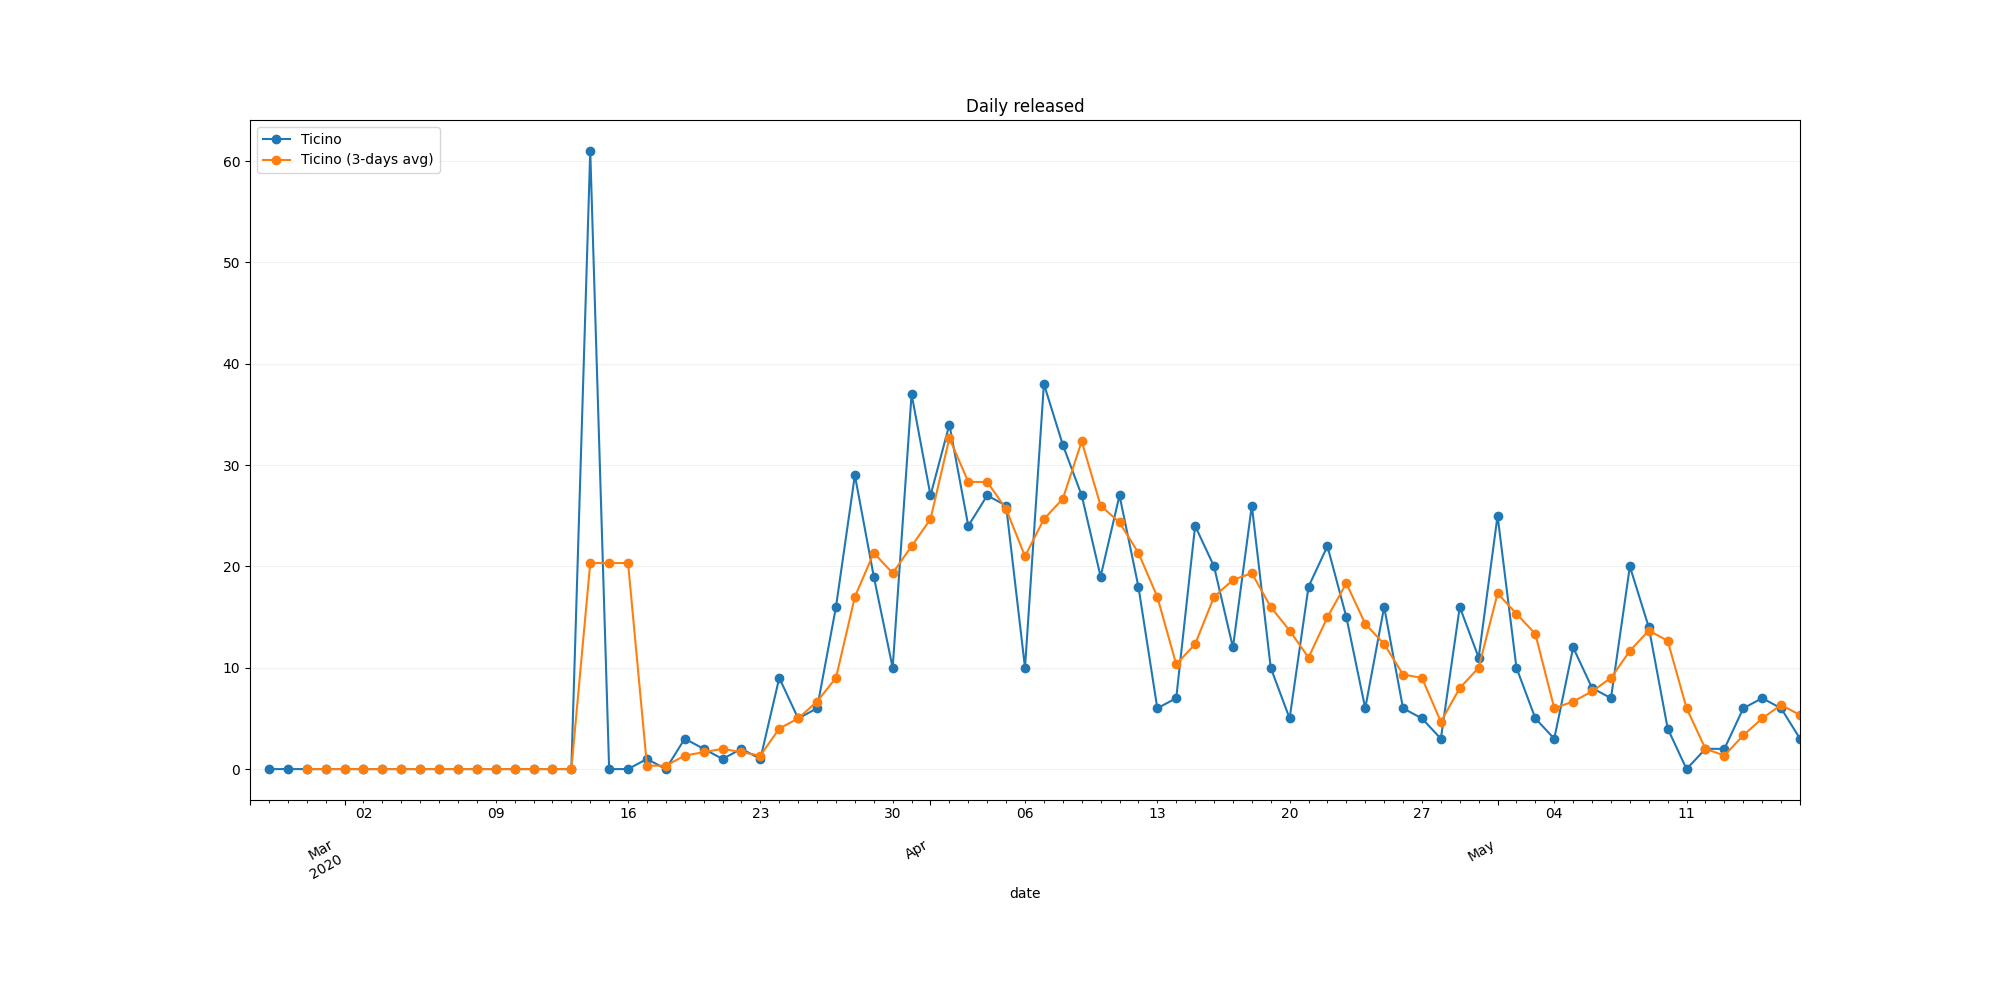 Daily released
Ticino
Ticino (3-days avg)
60
50
40
30
20
10
0
02 09 16 23 30 06 13 20 27 04 11
Mar Apr May
2020
date